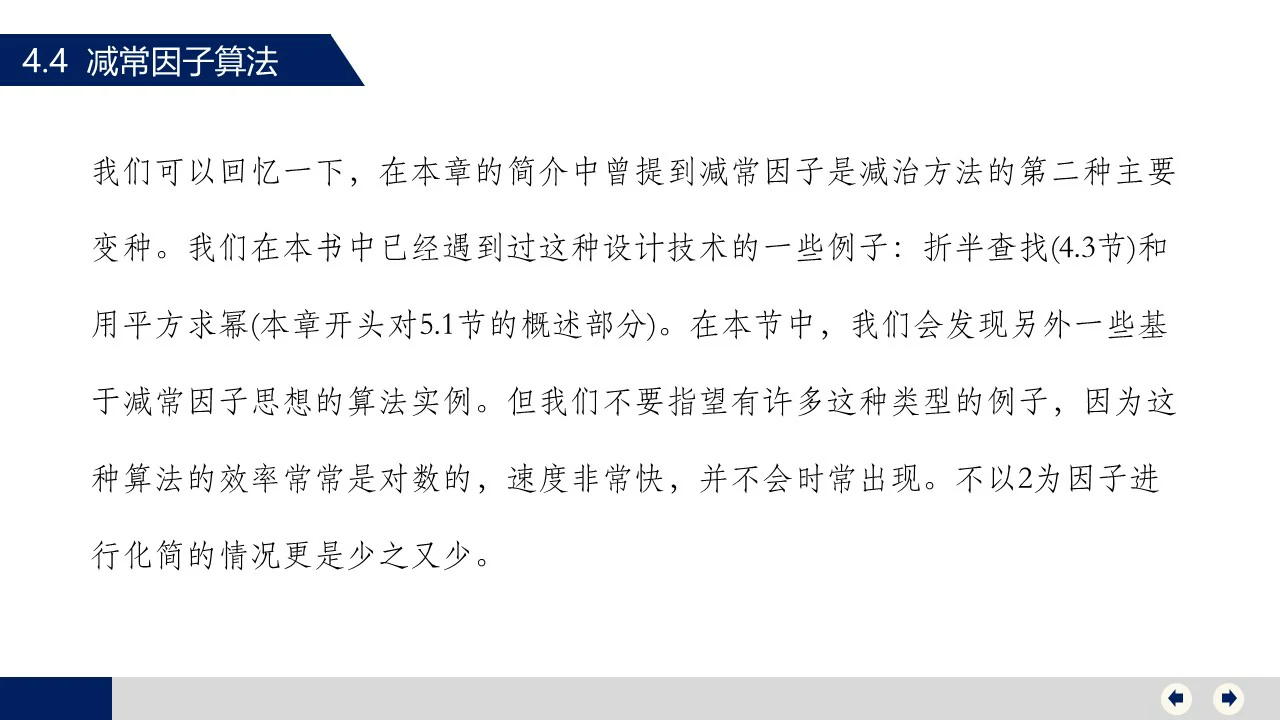 4.4 减常因子算法
我们可以回忆一下，在本章的简介中曾提到减常因子是减治方法的第二种主要
变种。我们在本书中已经遇到过这种设计技术的一些例子：折半查找(4.3节)和
用平方求幂(本章开头对5.1节的概述部分)。在本节中，我们会发现另外一些基
于减常因子思想的算法实例。但我们不要指望有许多这种类型的例子，因为这
种算法的效率常常是对数的，速度非常快，并不会时常出现。不以2为因子进
行化简的情况更是少之又少。